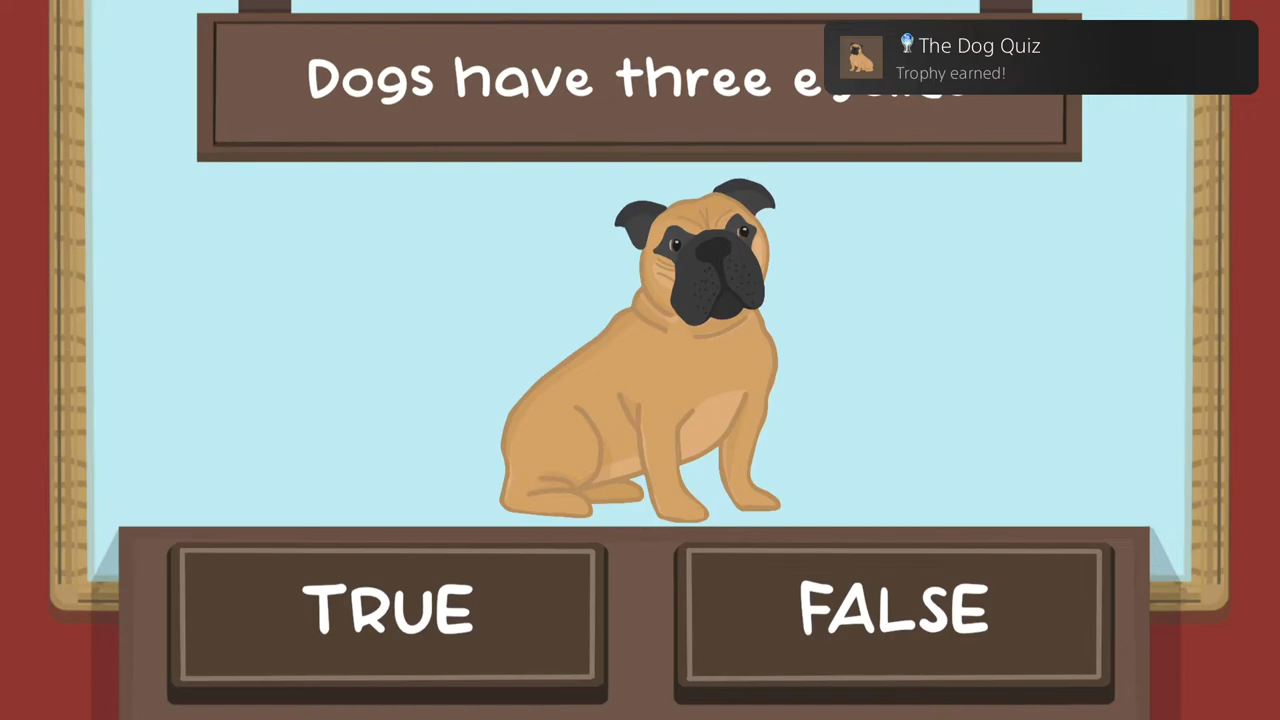 Dogs have three
The Dog Quiz
Trophy earned!
TRUE
FALSE